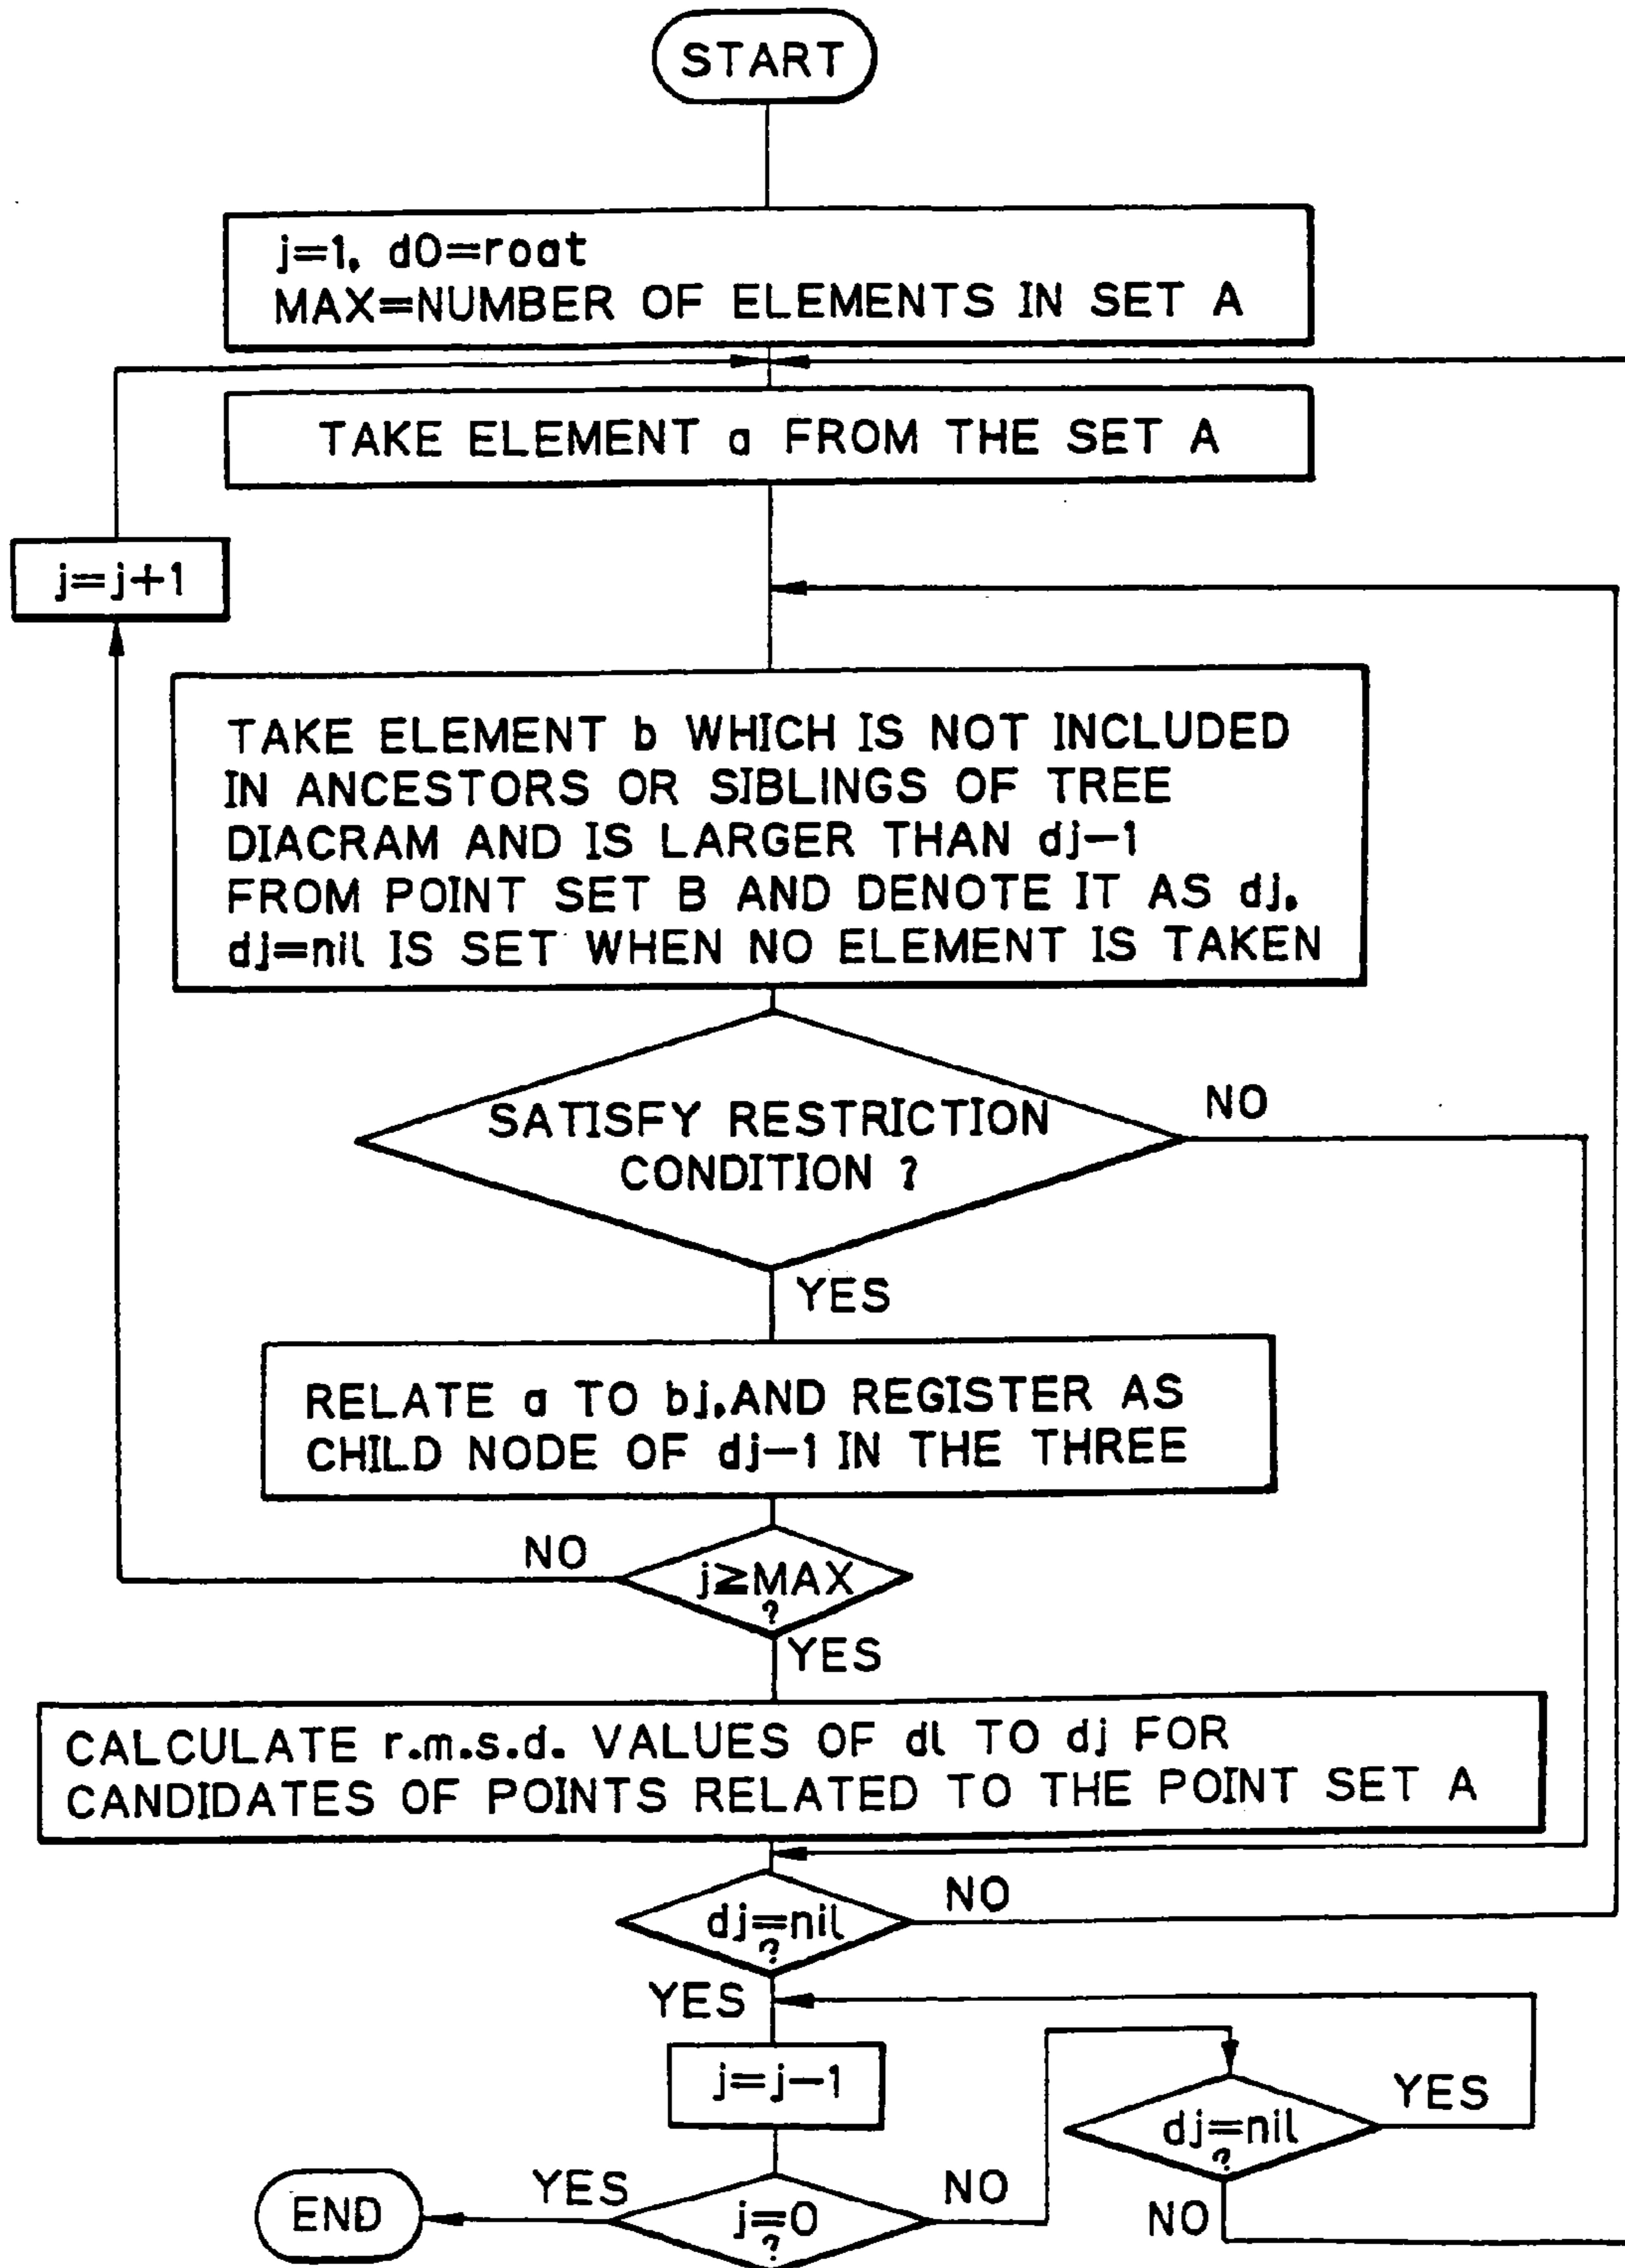 START
j=1, d0=roat
MAX=NUMBER OF ELEMENTS IN SET A
TAKE ELEMENT a FROM THE SET A
j=j+1
TAKE ELEMENT b WHICH IS NOT INCLUDED
IN ANCESTORS OR SIBLINGS OF TREE
DIACRAM AND IS LARGER THAN dj-1
FROM POINT SET B AND DENOTE IT AS dj,
dj=nil IS SET WHEN NO ELEMENT IS TAKEN
SATISFY RESTRICTION
CONDITION ?
NO
YES
RELATE a TO bj, AND REGISTER AS
CHILD NODE OF dj-1 IN THE THREE
NO
j≧MAX
?
YES
CALCULATE r.m.s.d. VALUES OF dl TO dj FOR
CANDIDATES OF POINTS RELATED TO THE POINT SET A
dj=nil
?
NO
YES
j=j-1
dj=nil
?
YES
NO
j=0
?
NO
YES
END